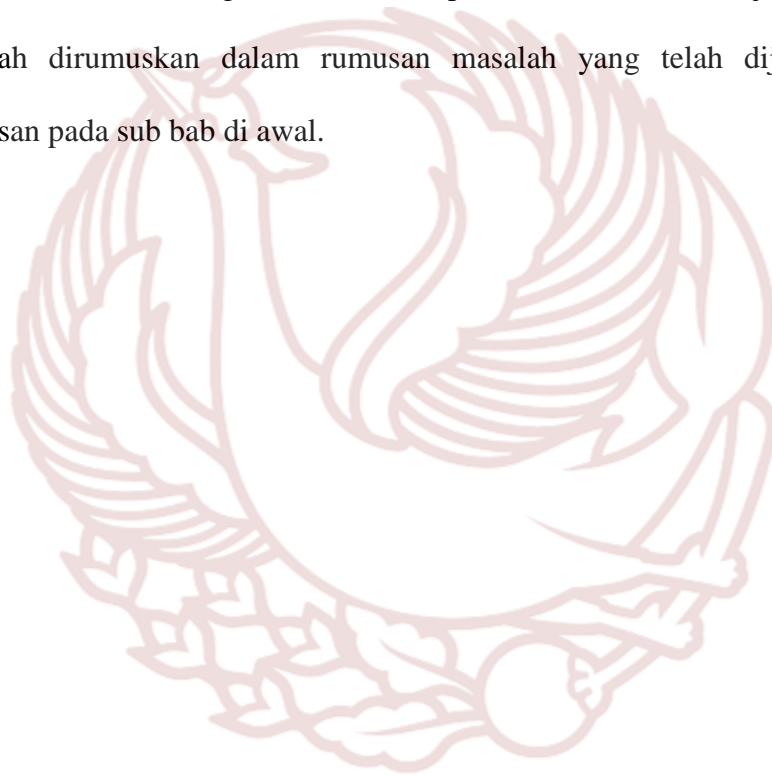 ah dirumuskan dalam rumusan masalah yang telah dij
san pada sub bab di awal.